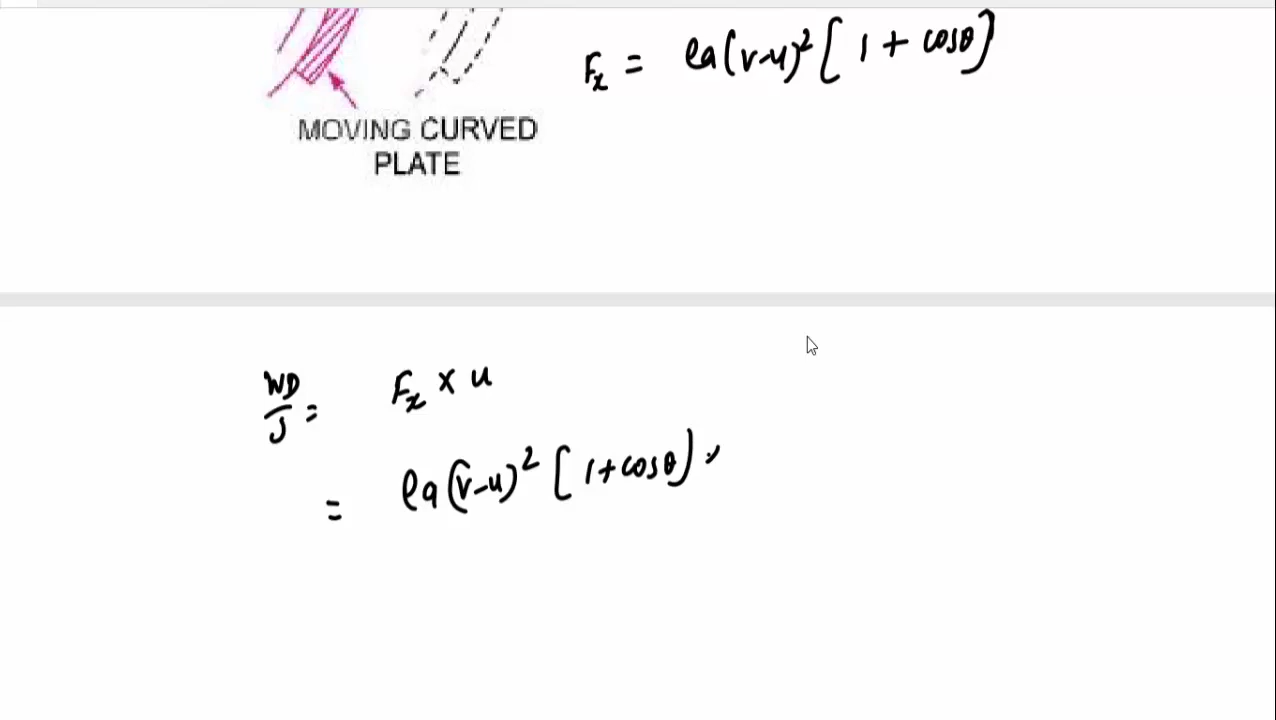 Fx = ρa(v-u)² [1 + cosθ]
MOVING CURVED
PLATE
WD/s = Fx × u
= ρa(v-u)² [1+cosθ] ×